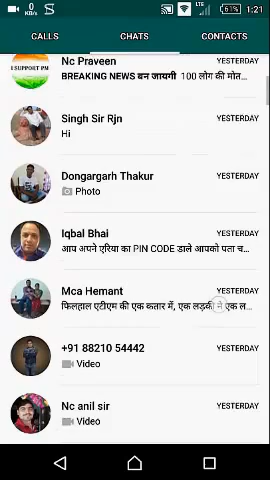 0
KB/s
LTE
61%
1:21
CALLS
CHATS
CONTACTS
I SUPPORT PM
Nc Praveen
YESTERDAY
BREAKING NEWS बन जायगी 100 लोग की मोत...
Singh Sir Rjn
YESTERDAY
Hi
Dongargarh Thakur
YESTERDAY
Photo
Iqbal Bhai
YESTERDAY
आप अपने एरिया का PIN CODE डाले आपको पता च...
Mca Hemant
YESTERDAY
फिलहाल एटीएम की एक कतार में, एक लड़की ने एक ल...
+91 88210 54442
YESTERDAY
Video
Nc anil sir
YESTERDAY
Video